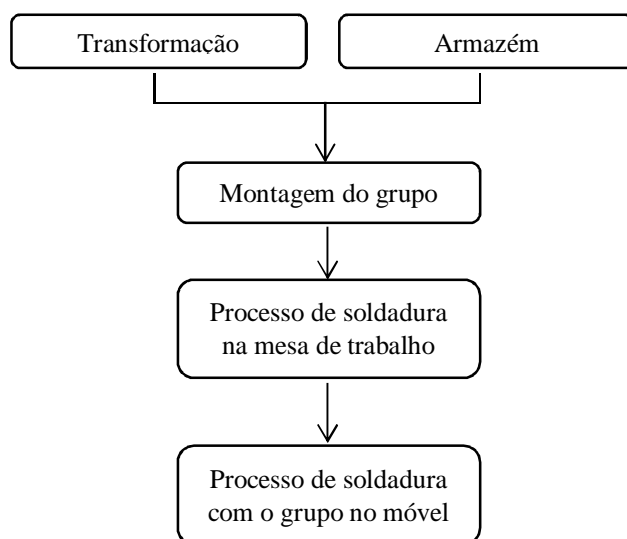 Transformação
Armazém
Montagem do grupo
Processo de soldadura
na mesa de trabalho
Processo de soldadura
com o grupo no móvel